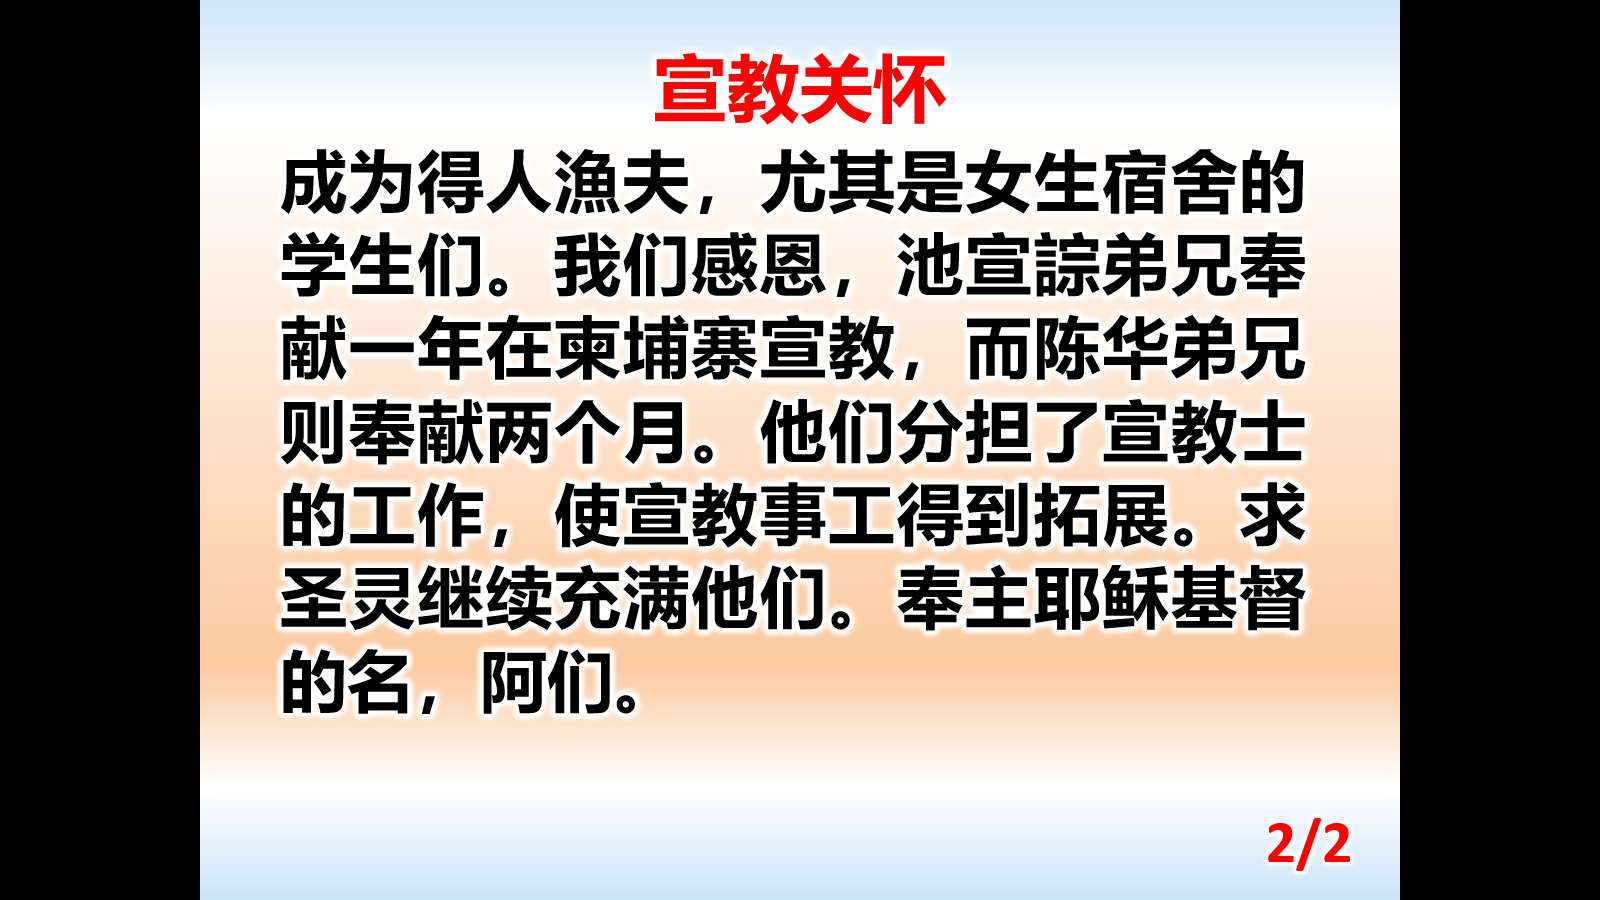 宣教关怀
成为得人漁夫，尤其是女生宿舍的
学生们。我们感恩，池宣誴弟兄奉
献一年在柬埔寨宣教，而陈华弟兄
则奉献两个月。他们分担了宣教士
的工作，使宣教事工得到拓展。求
圣灵继续充满他们。奉主耶稣基督
的名，阿们。
2/2